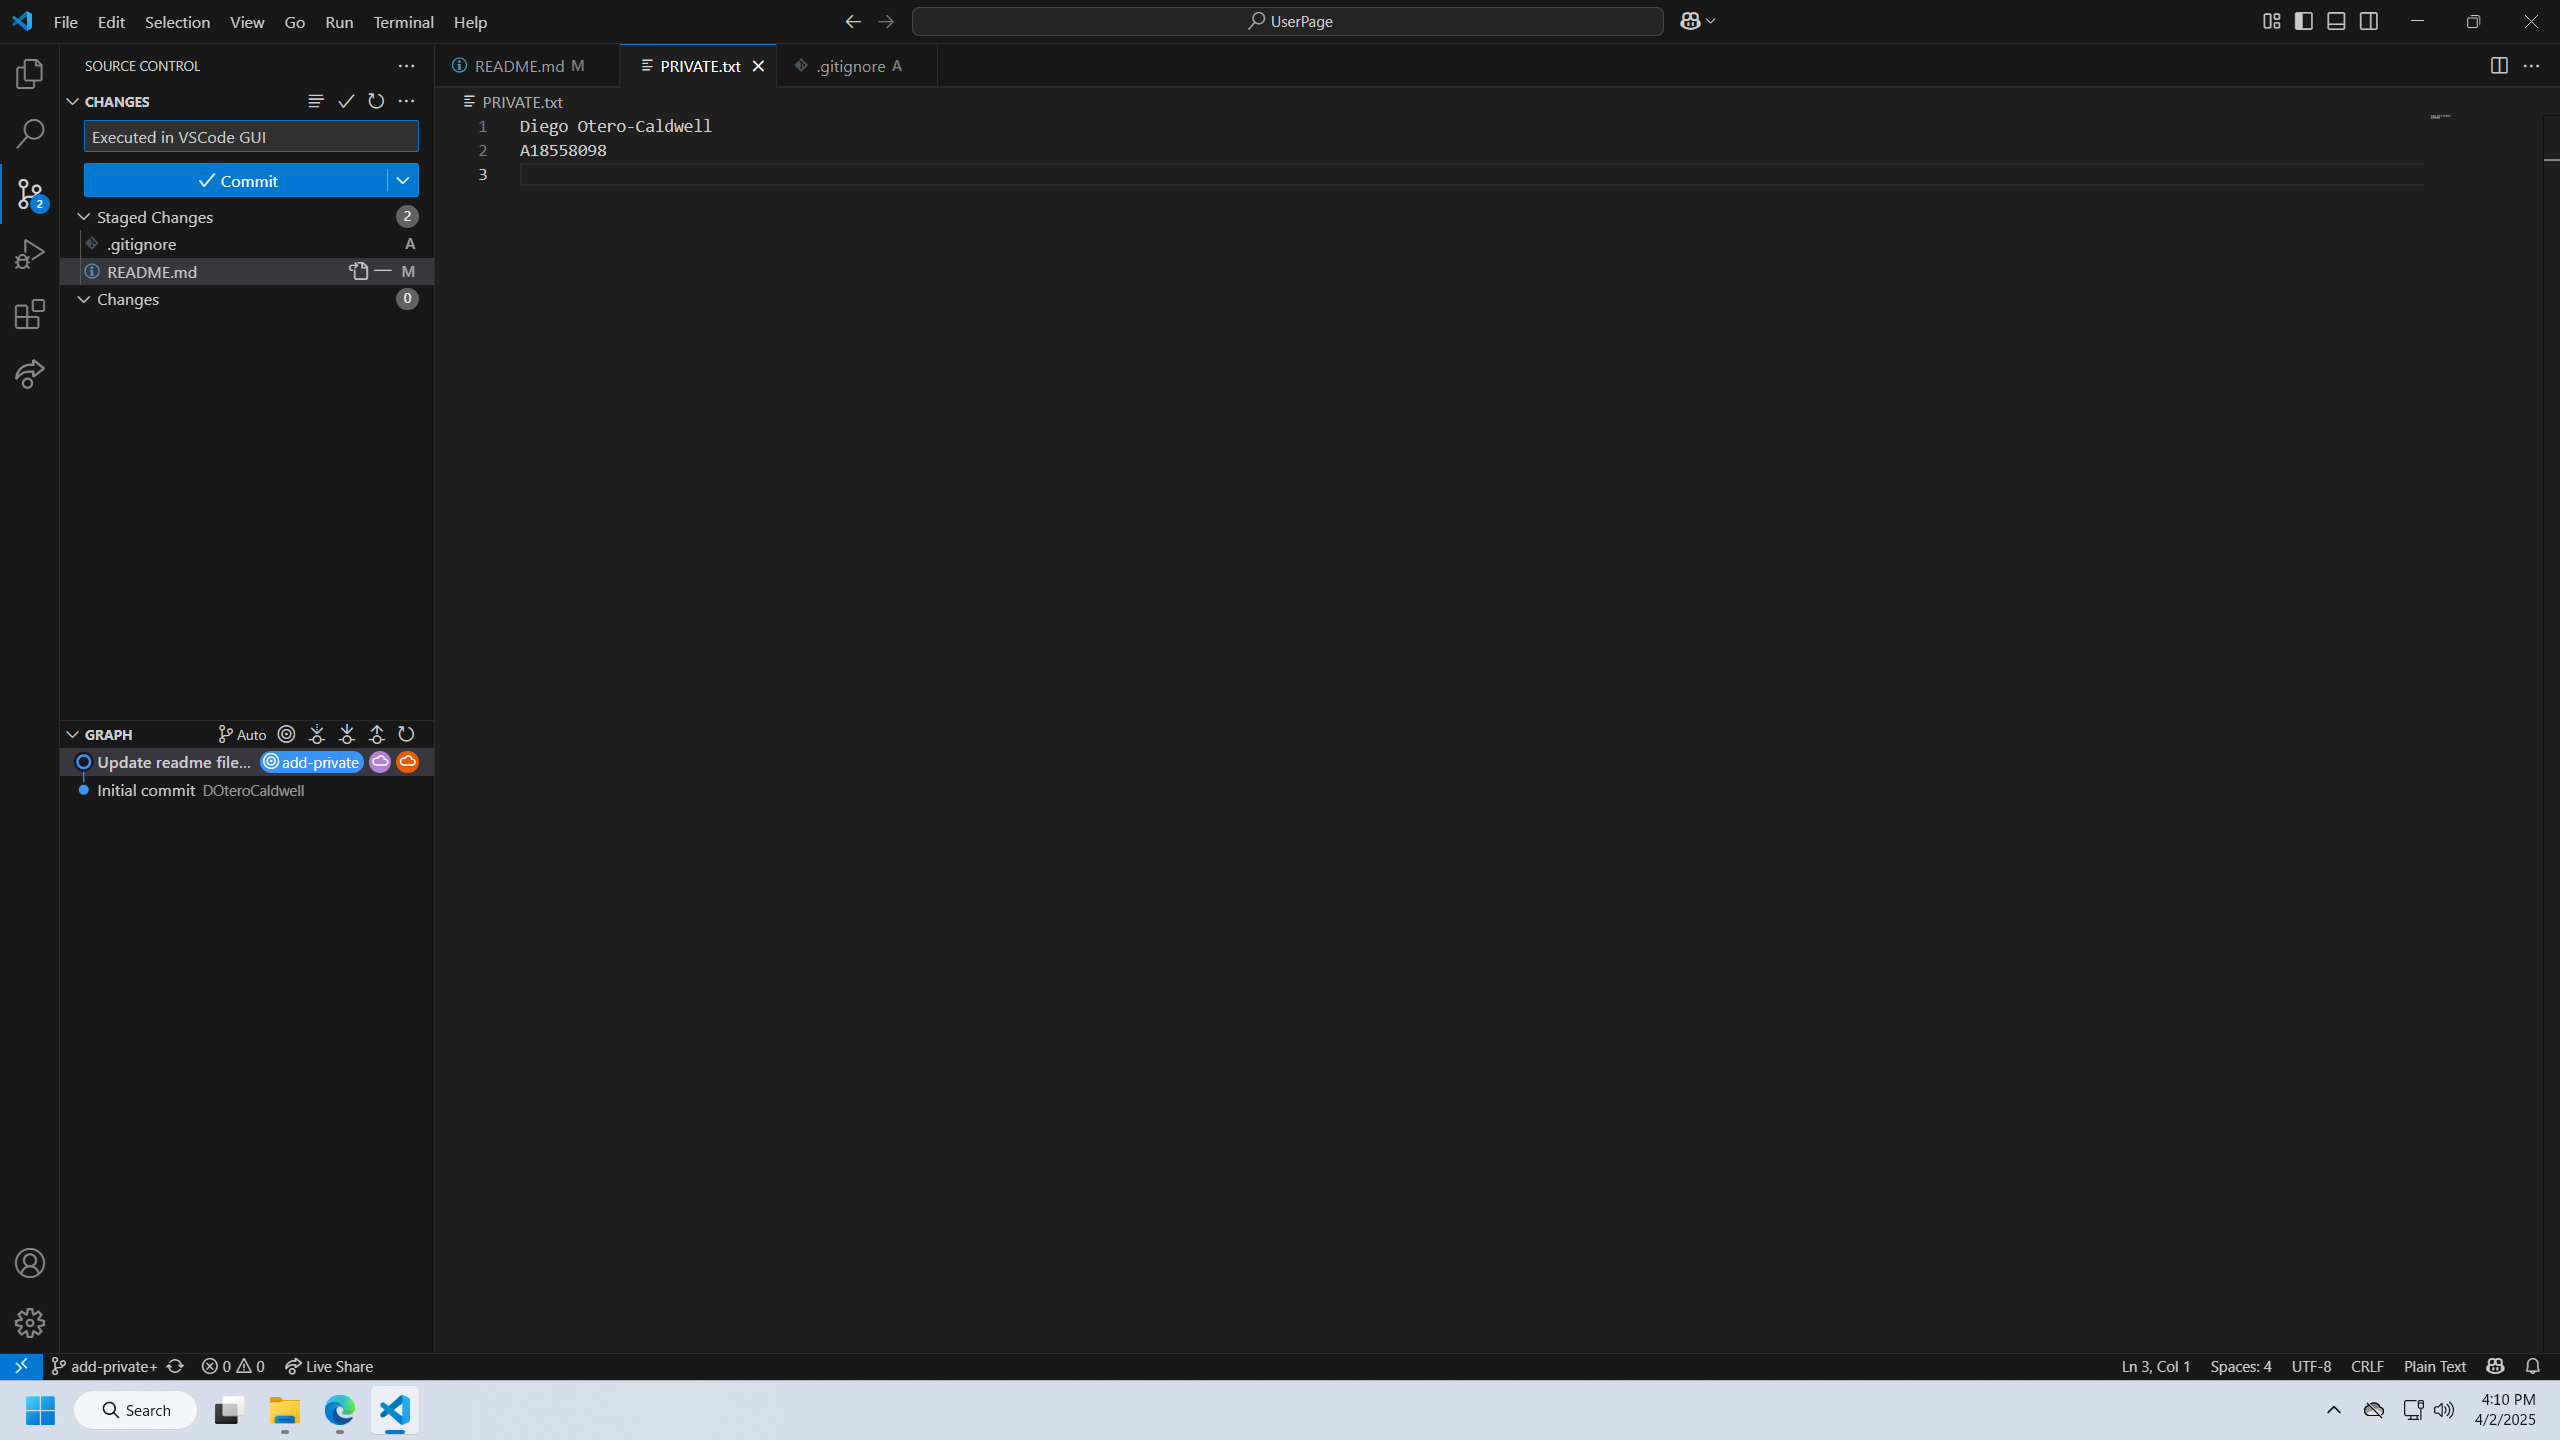 File Edit Selection View Go Run Terminal Help
UserPage
SOURCE CONTROL
README.md M
PRIVATE.txt
.gitignore A
CHANGES
PRIVATE.txt
Executed in VSCode GUI
1 Diego Otero-Caldwell
2 A18558098
3
Commit
2
Staged Changes 2
.gitignore A
README.md M
Changes 0
GRAPH Auto
Update readme file... add-private
Initial commit DOteroCaldwell
add-private+ 0 0 Live Share
Ln 3, Col 1 Spaces: 4 UTF-8 CRLF Plain Text
Search
4:10 PM
4/2/2025